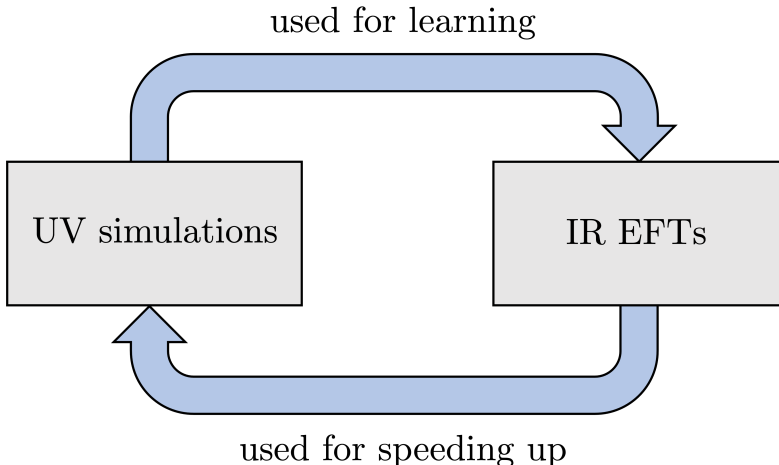 used for learning
UV simulations
IR EFTs
used for speeding up